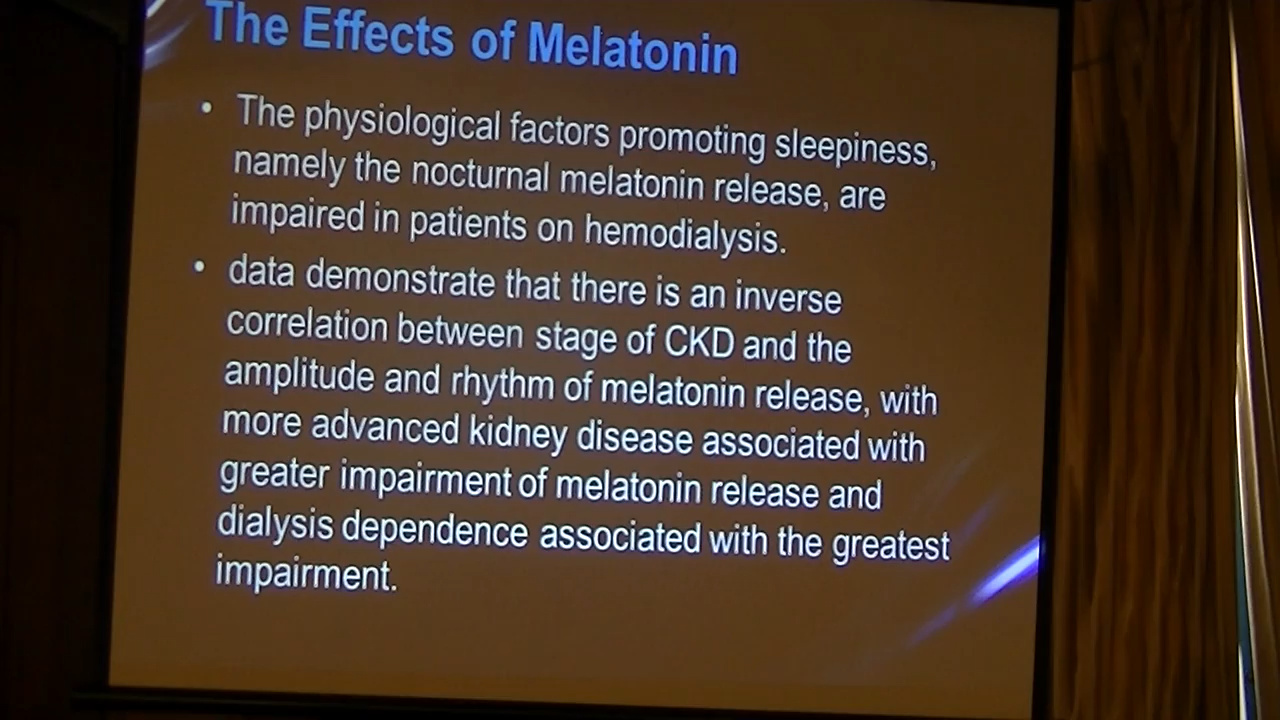 The Effects of Melatonin
• The physiological factors promoting sleepiness,
namely the nocturnal melatonin release, are
impaired in patients on hemodialysis.
• data demonstrate that there is an inverse
correlation between stage of CKD and the
amplitude and rhythm of melatonin release, with
more advanced kidney disease associated with
greater impairment of melatonin release and
dialysis dependence associated with the greatest
impairment.